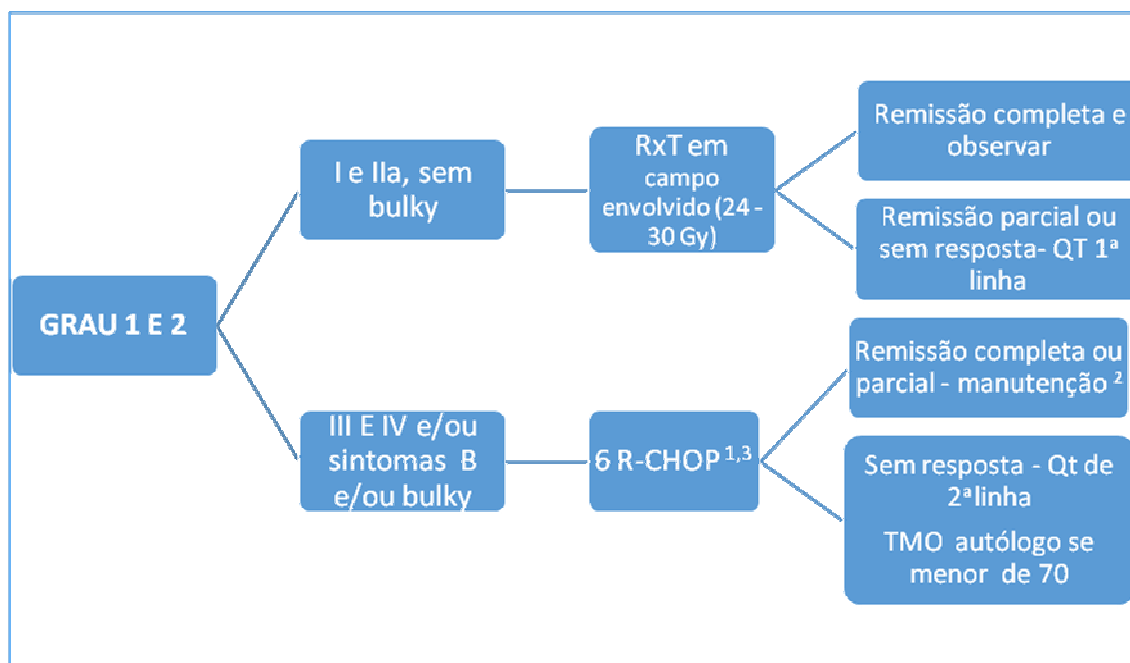 GRAU 1 E 2
I e IIa, sem
bulky
RxT em
campo
envolvido (24 -
30 Gy)
Remissão completa e
observar
Remissão parcial ou
sem resposta- QT 1ª
linha
III E IV e/ou
sintomas B
e/ou bulky
6 R-CHOP 1,3
Remissão completa ou
parcial - manutenção 2
Sem resposta - Qt de
2ª linha
TMO autólogo se
menor de 70